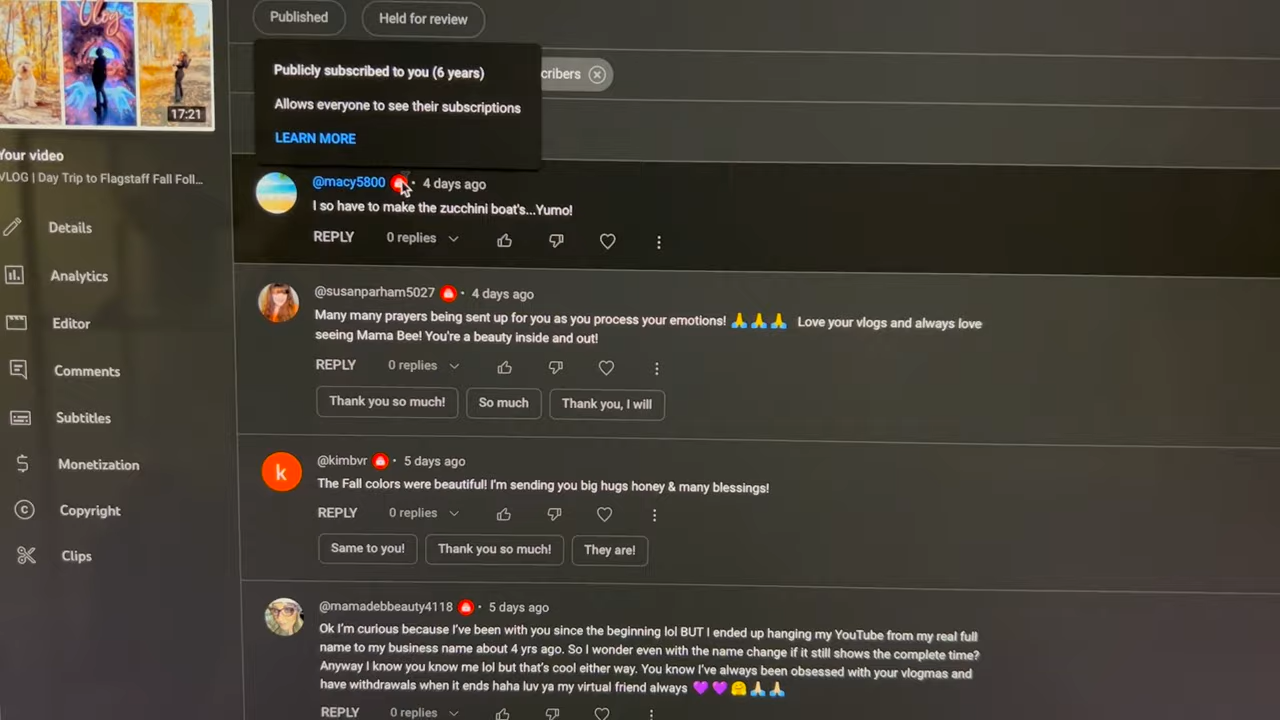 Published
Held for review
Publicly subscribed to you (6 years)
cribers
Allows everyone to see their subscriptions
LEARN MORE
Vlog
17:21
Your video
VLOG | Day Trip to Flagstaff Fall Foll...
Details
Analytics
Editor
Comments
Subtitles
Monetization
Copyright
Clips
@macy5800 · 4 days ago
I so have to make the zucchini boat's...Yumo!
REPLY 0 replies
@susanparham5027 · 4 days ago
Many many prayers being sent up for you as you process your emotions! 🙏🙏🙏 Love your vlogs and always love
seeing Mama Bee! You're a beauty inside and out!
REPLY 0 replies
Thank you so much! So much Thank you, I will
k
@kimbvr · 5 days ago
The Fall colors were beautiful! I'm sending you big hugs honey & many blessings!
REPLY 0 replies
Same to you! Thank you so much! They are!
@mamadebbeauty4118 · 5 days ago
Ok I'm curious because I've been with you since the beginning lol BUT I ended up hanging my YouTube from my real full
name to my business name about 4 yrs ago. So I wonder even with the name change if it still shows the complete time?
Anyway I know you know me lol but that's cool either way. You know I've always been obsessed with your vlogmas and
have withdrawals when it ends haha luv ya my virtual friend always 💜💜🤗🙏🏻🙏🏻
REPLY 0 replies